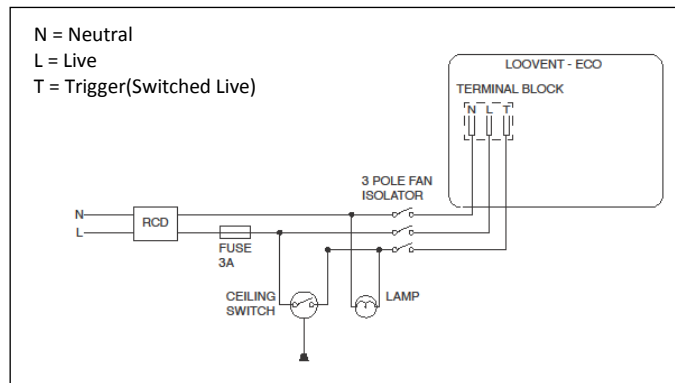 N = Neutral
L = Live
T = Trigger(Switched Live)
LOOVENT - ECO
TERMINAL BLOCK
N L T
3 POLE FAN
ISOLATOR
N
RCD
L
FUSE
3A
CEILING
SWITCH
LAMP